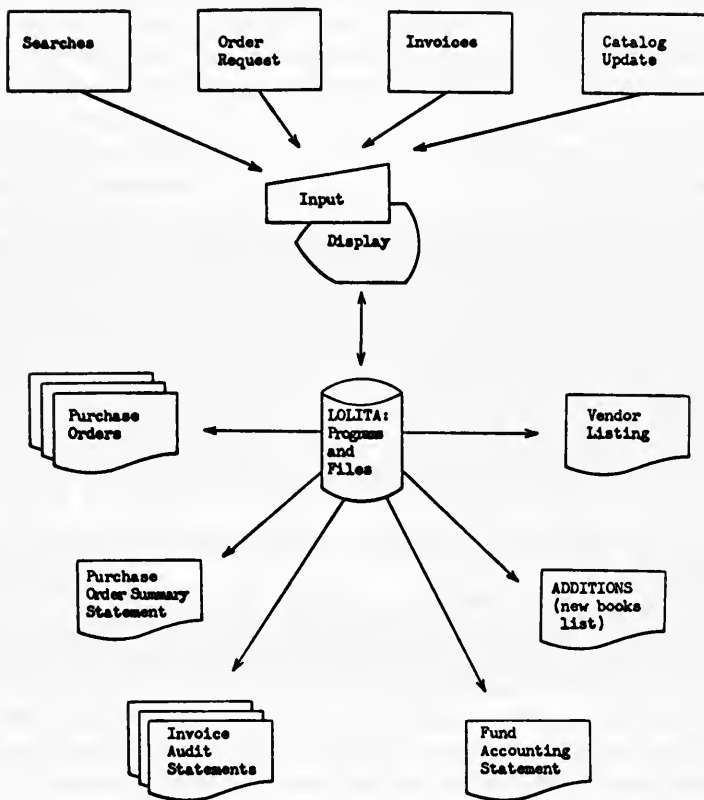 Searches
Order
Request
Invoices
Catalog
Update
Input
Display
Purchase
Orders
LOLITA:
Programs
and
Files
Vendor
Listing
Purchase
Order Summary
Statement
ADDITIONS
(new books
list)
Invoice
Audit
Statements
Fund
Accounting
Statement